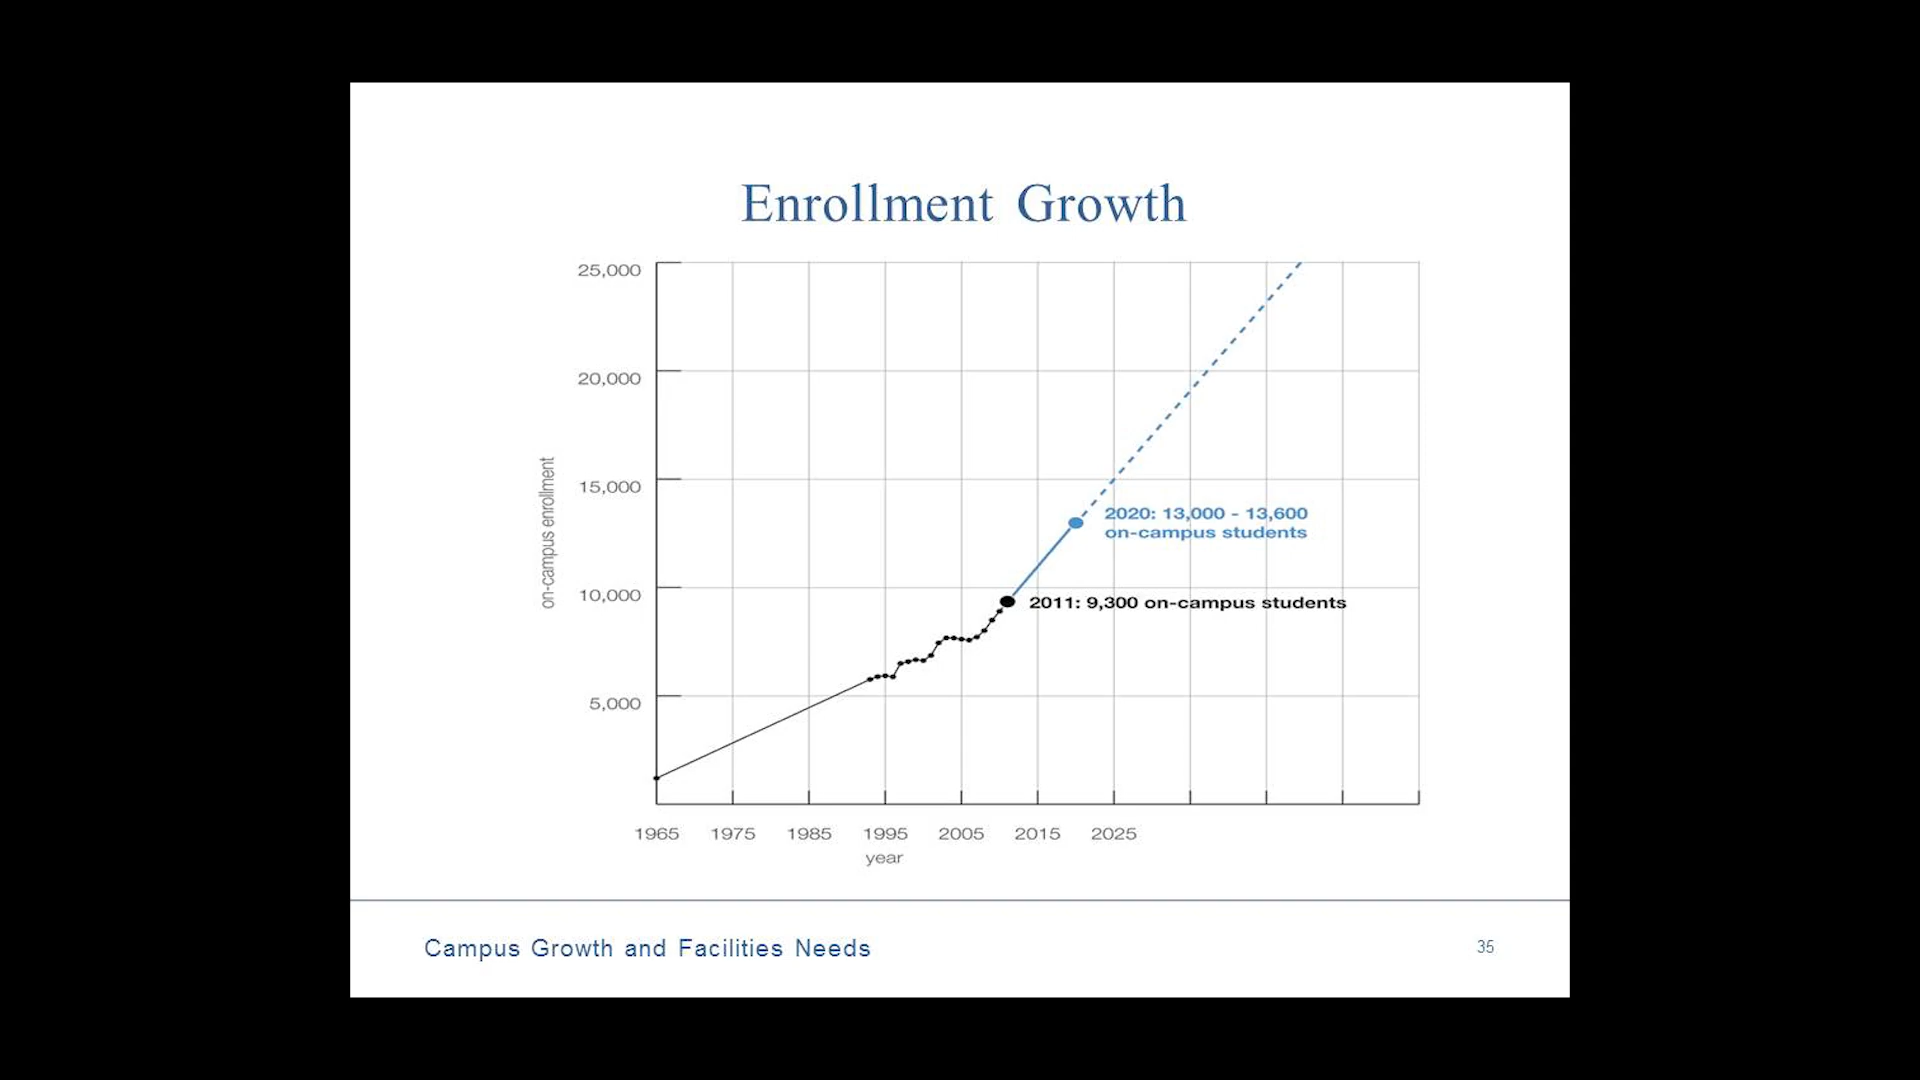 Enrollment Growth
25,000
20,000
15,000
10,000
5,000
on-campus enrollment
2020: 13,000 - 13,600
on-campus students
2011: 9,300 on-campus students
1965 1975 1985 1995 2005 2015 2025
year
Campus Growth and Facilities Needs
35